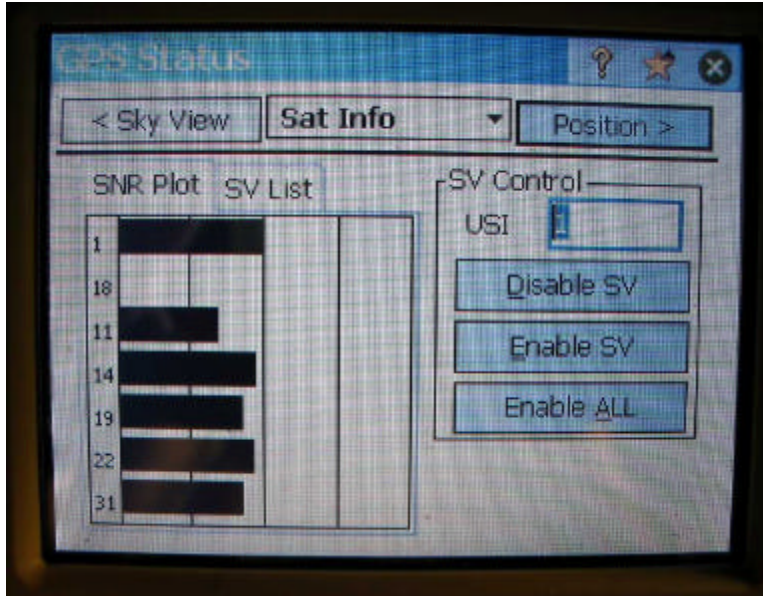 GPS Status
< Sky View
Sat Info
Position >
SNR Plot
SV List
SV Control
USI 1
Disable SV
Enable SV
Enable ALL
1
18
11
14
19
22
31